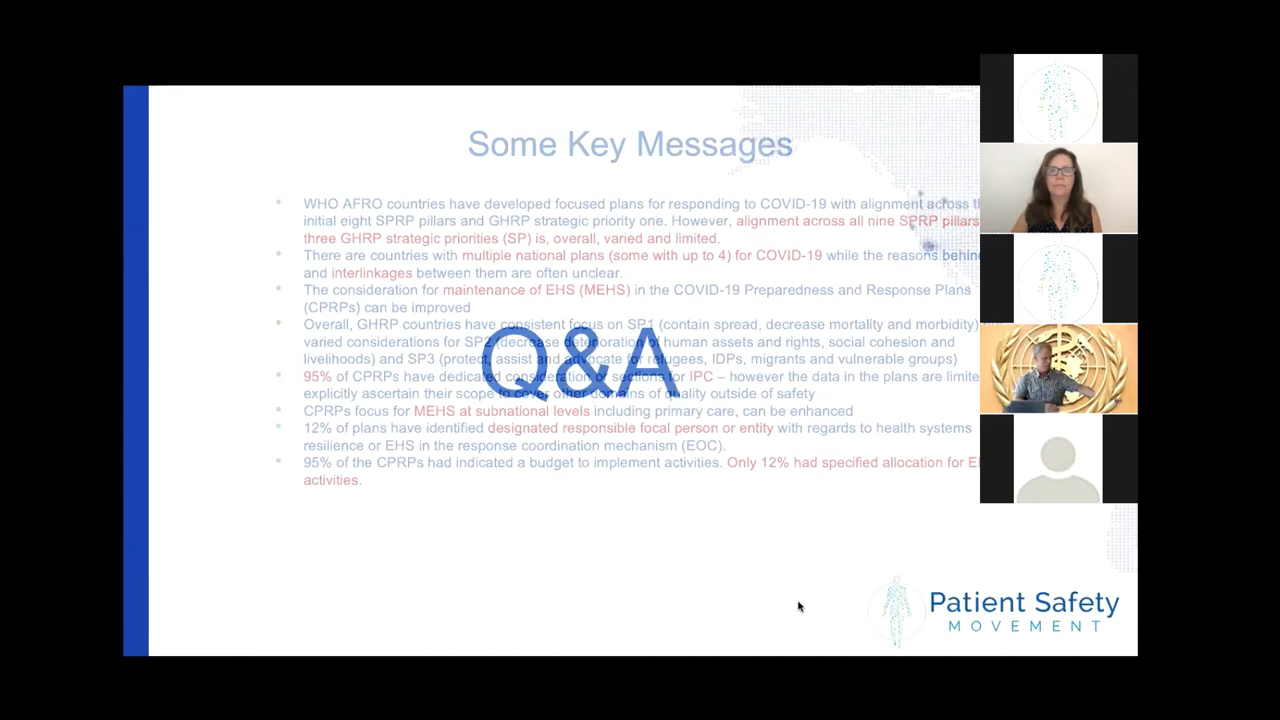 Some Key Messages
• WHO AFRO countries have developed focused plans for responding to COVID-19 with alignment across
initial eight SPRP pillars and GHRP strategic priority one. However, alignment across all nine SPRP pillars
three GHRP strategic priorities (SP) is, overall, varied and limited.
• There are countries with multiple national plans (some with up to 4) for COVID-19 while the reasons behind
and interlinkages between them are often unclear.
• The consideration for maintenance of EHS (MEHS) in the COVID-19 Preparedness and Response Plans
(CPRPs) can be improved
• Overall, GHRP countries have consistent focus on SP1 (contain spread, decrease mortality and morbidity)
varied considerations for SP2 (decrease deterioration of human assets and rights, social cohesion and
livelihoods) and SP3 (protect, assist and advocate for refugees, IDPs, migrants and vulnerable groups)
• 95% of CPRPs have dedicated consideration or sections for IPC – however the data in the plans are
explicitly ascertain their scope to cover other domains of quality outside of safety
• CPRPs focus for MEHS at subnational levels including primary care, can be enhanced
• 12% of plans have identified designated responsible focal person or entity with regards to health systems
resilience or EHS in the response coordination mechanism (EOC).
• 95% of the CPRPs had indicated a budget to implement activities. Only 12% had specified allocation for
activities.
Q&A
Patient Safety
MOVEMENT